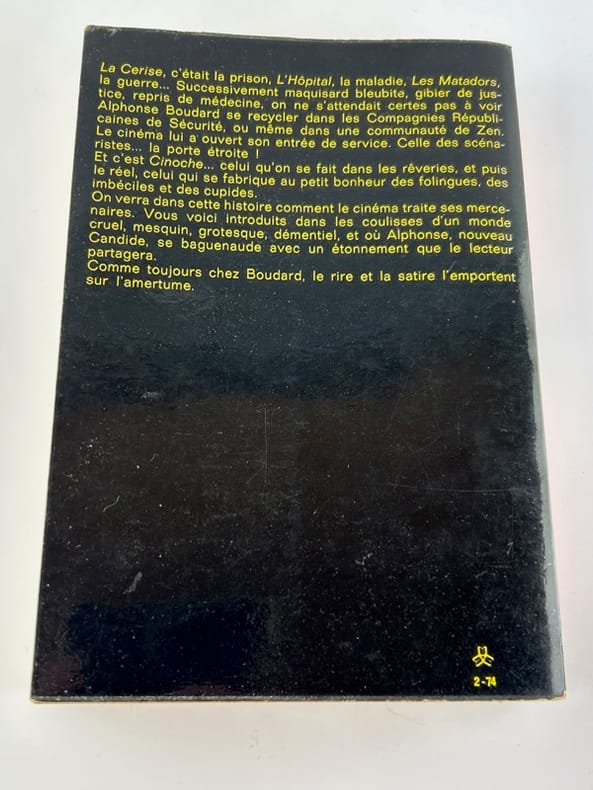 La Cerise, c'était la prison, L'Hôpital, la maladie, Les Matadors,
la guerre... Successivement maquisard bleubite, gibier de jus-
tice, repris de médecine, on ne s'attendait certes pas à voir
Alphonse Boudard se recycler dans les Compagnies Républi-
caines de Sécurité, ou même dans une communauté de Zen.
Le cinéma lui a ouvert son entrée de service. Celle des scéna-
ristes... la porte étroite !
Et c'est Cinoche... celui qu'on se fait dans les rêveries, et puis
le réel, celui qui se fabrique au petit bonheur des folingues, des
imbéciles et des cupides.
On verra dans cette histoire comment le cinéma traite ses merce-
naires. Vous voici introduits dans les coulisses d'un monde
cruel, mesquin, grotesque, démentiel, et où Alphonse, nouveau
Candide, se baguenaude avec un étonnement que le lecteur
partagera.
Comme toujours chez Boudard, le rire et la satire l'emportent
sur l'amertume.
2-74